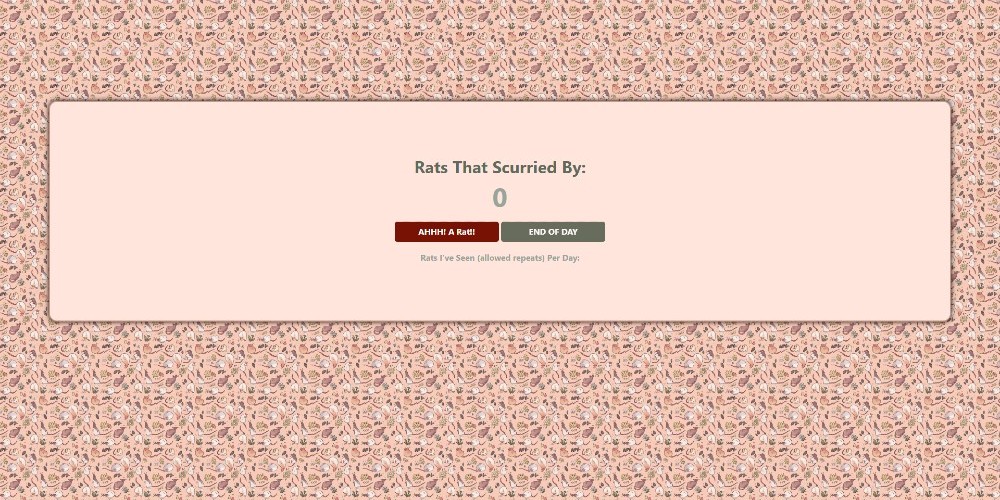 Rats That Scurried By:
0
AHHH! A Rat!! END OF DAY
Rats I've Seen (allowed repeats) Per Day: